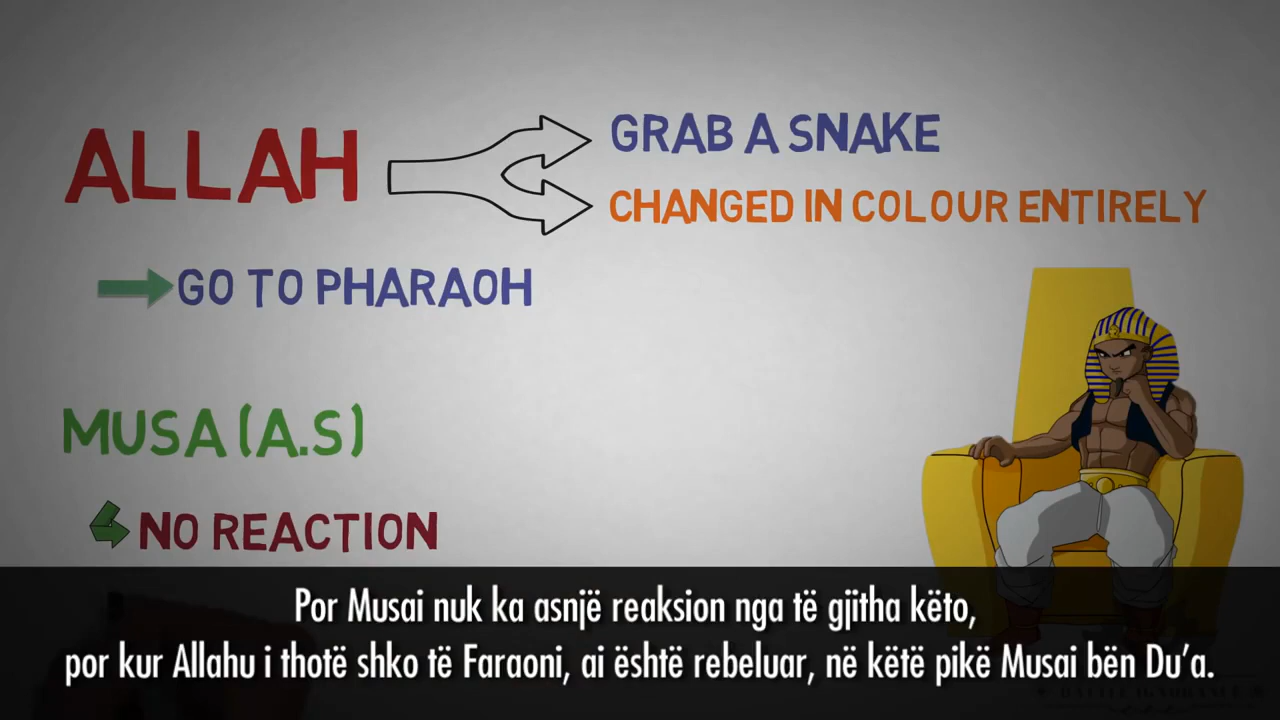 ALLAH
GRAB A SNAKE
CHANGED IN COLOUR ENTIRELY
GO TO PHARAOH
MUSA (A.S)
NO REACTION
Por Musai nuk ka asnjë reaksion nga të gjitha këto,
por kur Allahu i thotë shko të Faraoni, ai është rebeluar, në këtë pikë Musai bën Du’a.